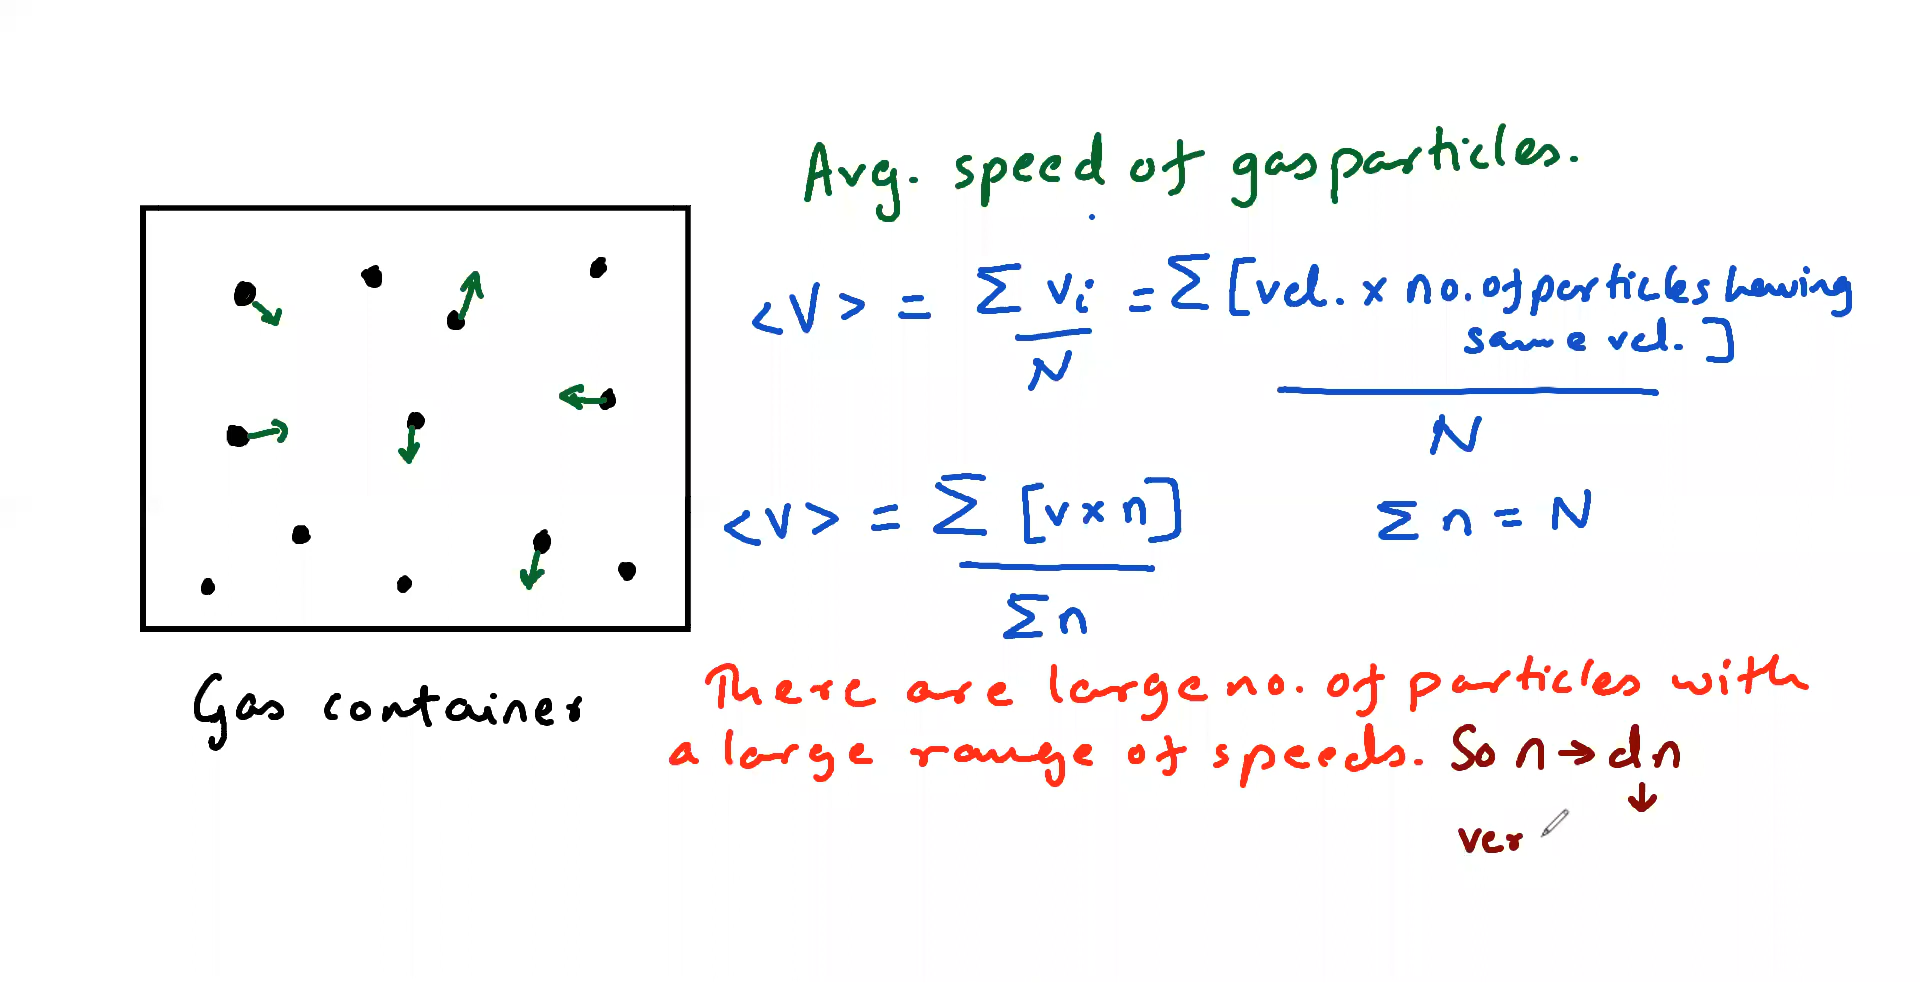 Avg. speed of gas particles.
<V> = Σ vi / N = Σ [vel. x no. of particles having
same vel.]
N
<v> = Σ [v x n] / Σ n
Σ n = N
Gas container
There are large no. of particles with
a large range of speeds. So n → dn
↓
ver